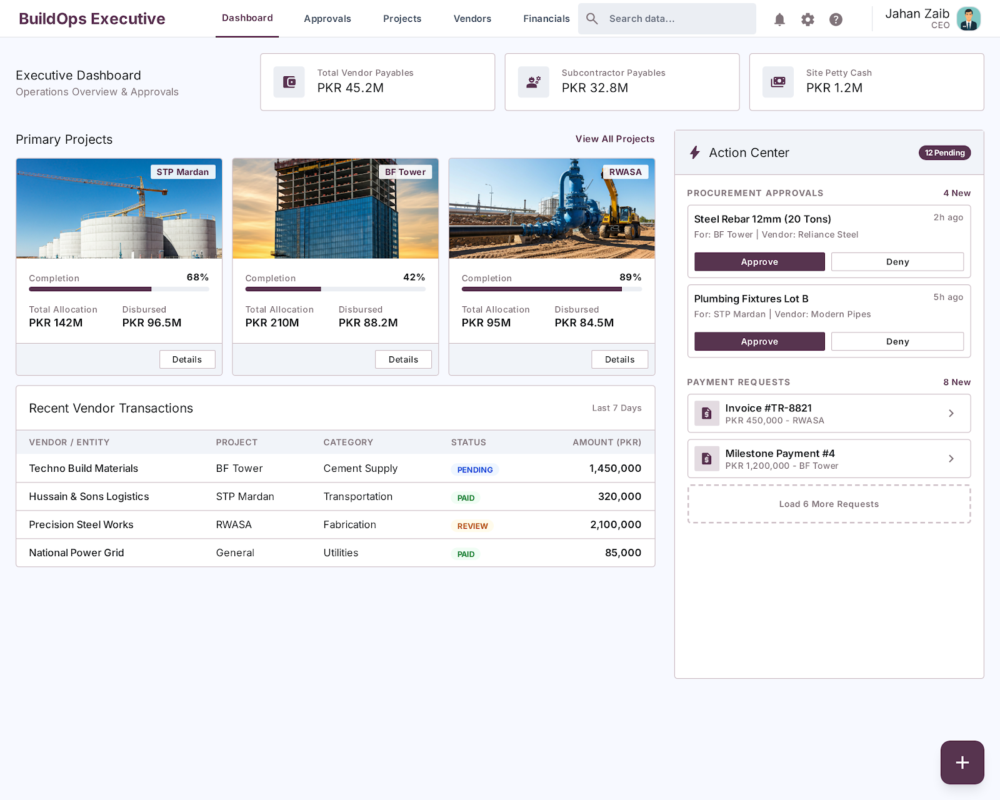 BuildOps Executive
Dashboard
Approvals
Projects
Vendors
Financials
Search data...
Jahan Zaib
CEO
Executive Dashboard
Operations Overview & Approvals
Total Vendor Payables
PKR 45.2M
Subcontractor Payables
PKR 32.8M
Site Petty Cash
PKR 1.2M
Primary Projects
View All Projects
STP Mardan
Completion
68%
Total Allocation
Disbursed
PKR 142M
PKR 96.5M
Details
BF Tower
Completion
42%
Total Allocation
Disbursed
PKR 210M
PKR 88.2M
Details
RWASA
Completion
89%
Total Allocation
Disbursed
PKR 95M
PKR 84.5M
Details
Recent Vendor Transactions
Last 7 Days
VENDOR / ENTITY PROJECT CATEGORY STATUS AMOUNT (PKR)
Techno Build Materials BF Tower Cement Supply PENDING 1,450,000
Hussain & Sons Logistics STP Mardan Transportation PAID 320,000
Precision Steel Works RWASA Fabrication REVIEW 2,100,000
National Power Grid General Utilities PAID 85,000
Action Center
12 Pending
PROCUREMENT APPROVALS
4 New
Steel Rebar 12mm (20 Tons)
2h ago
For: BF Tower | Vendor: Reliance Steel
Approve
Deny
Plumbing Fixtures Lot B
5h ago
For: STP Mardan | Vendor: Modern Pipes
Approve
Deny
PAYMENT REQUESTS
8 New
Invoice #TR-8821
PKR 450,000 - RWASA
Milestone Payment #4
PKR 1,200,000 - BF Tower
Load 6 More Requests